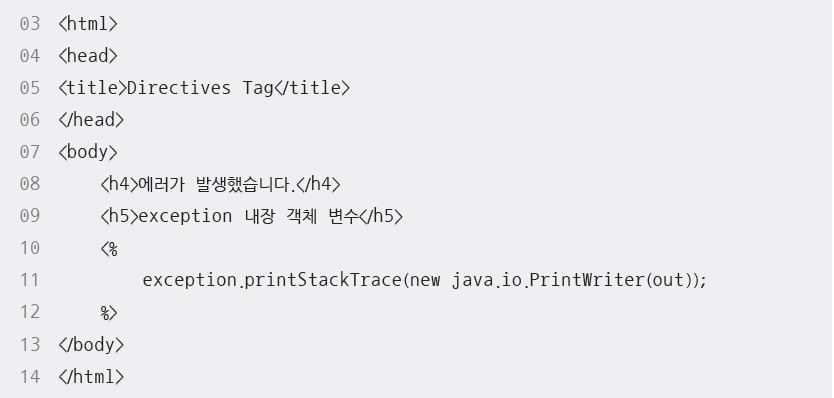 03 <html>
04 <head>
05 <title>Directives Tag</title>
06 </head>
07 <body>
08 <h4>에러가 발생했습니다.</h4>
09 <h5>exception 내장 객체 변수</h5>
10 <%
11 exception.printStackTrace(new java.io.PrintWriter(out));
12 %>
13 </body>
14 </html>